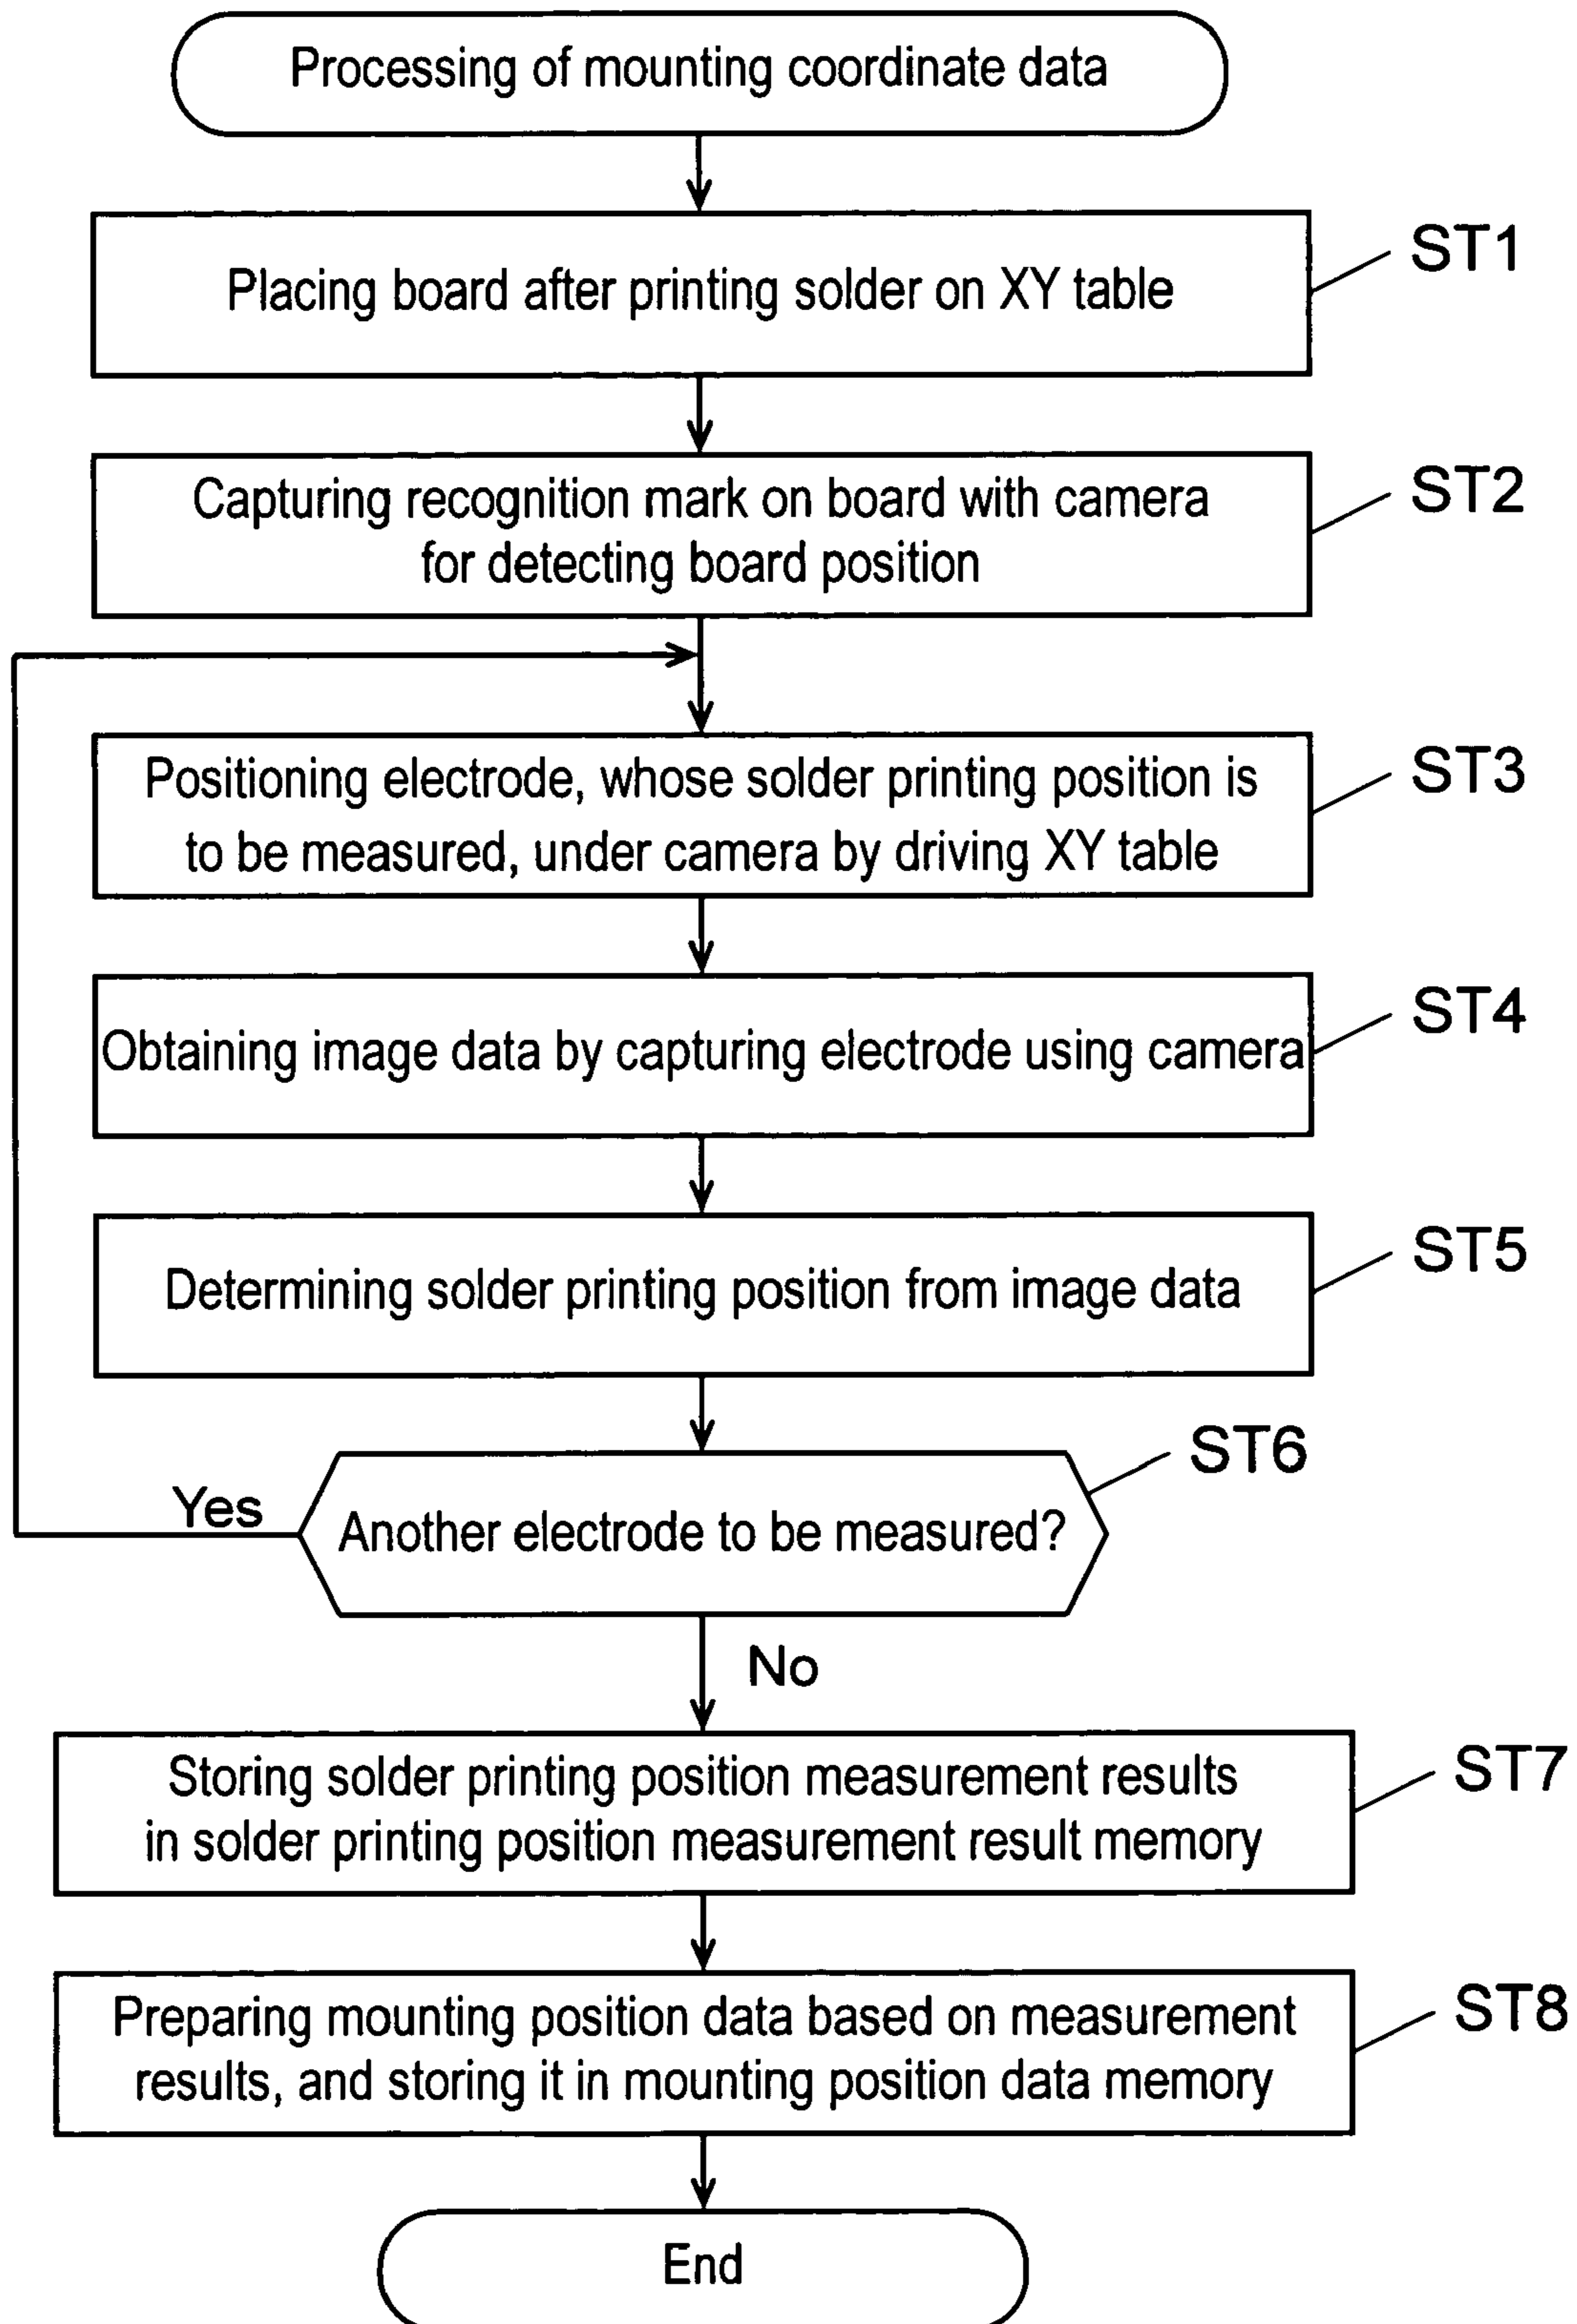 Processing of mounting coordinate data
Placing board after printing solder on XY table
ST1
Capturing recognition mark on board with camera
for detecting board position
ST2
Positioning electrode, whose solder printing position is
to be measured, under camera by driving XY table
ST3
Obtaining image data by capturing electrode using camera
ST4
Determining solder printing position from image data
ST5
Another electrode to be measured?
ST6
Yes
No
Storing solder printing position measurement results
in solder printing position measurement result memory
ST7
Preparing mounting position data based on measurement
results, and storing it in mounting position data memory
ST8
End